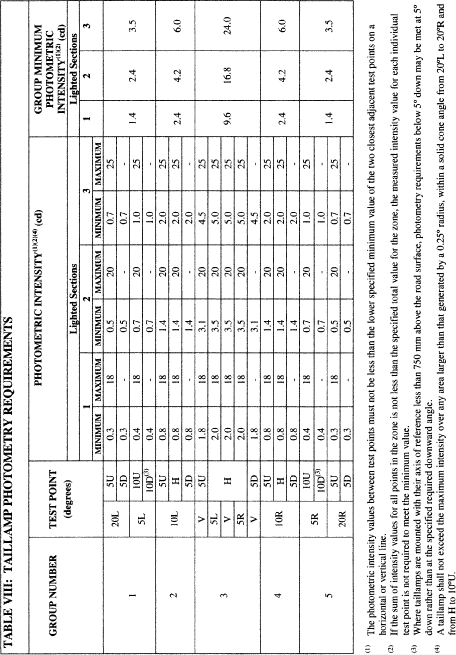 TABLE VIII: TAILLAMP PHOTOMETRY REQUIREMENTS
GROUP NUMBER | TEST POINT (degrees) | PHOTOMETRIC INTENSITY(1)(2)(4) (cd) | GROUP MINIMUM PHOTOMETRIC INTENSITY(1)(2) (cd)
Lighted Sections | Lighted Sections
1 | 2 | 3 | 1 | 2 | 3
MINIMUM | MAXIMUM | MINIMUM | MAXIMUM | MINIMUM | MAXIMUM
1 | 20L | 5U | 0.3 | 18 | 0.5 | 20 | 0.7 | 25 | 1.4 | 2.4 | 3.5
5D | 0.3 | - | 0.5 | - | 0.7 | -
5L | 10U | 0.4 | 18 | 0.7 | 20 | 1.0 | 25
10D(3) | 0.4 | - | 0.7 | - | 1.0 | -
2 | 10L | 5U | 0.8 | 18 | 1.4 | 20 | 2.0 | 25 | 2.4 | 4.2 | 6.0
H | 0.8 | 18 | 1.4 | 20 | 2.0 | 25
5D | 0.8 | - | 1.4 | - | 2.0 | -
3 | V | 5U | 1.8 | 18 | 3.1 | 20 | 4.5 | 25 | 9.6 | 16.8 | 24.0
5L | H | 2.0 | 18 | 3.5 | 20 | 5.0 | 25
V | 2.0 | 18 | 3.5 | 20 | 5.0 | 25
5R | 2.0 | 18 | 3.5 | 20 | 5.0 | 25
V | 5D | 1.8 | - | 3.1 | - | 4.5 | -
4 | 10R | 5U | 0.8 | 18 | 1.4 | 20 | 2.0 | 25 | 2.4 | 4.2 | 6.0
H | 0.8 | 18 | 1.4 | 20 | 2.0 | 25
5D | 0.8 | - | 1.4 | - | 2.0 | -
5 | 5R | 10U | 0.4 | 18 | 0.7 | 20 | 1.0 | 25 | 1.4 | 2.4 | 3.5
10D(3) | 0.4 | - | 0.7 | - | 1.0 | -
20R | 5U | 0.3 | 18 | 0.5 | 20 | 0.7 | 25
5D | 0.3 | - | 0.5 | - | 0.7 | -
(1) The photometric intensity values between test points must not be less than the lower specified minimum value of the two closest adjacent test points on a
horizontal or vertical line.
(2) If the sum of intensity values for all points in the zone is not less than the specified total value for the zone, the measured intensity value for each individual
test point is not required to meet the minimum value.
(3) Where taillamps are mounted with their axis of reference less than 750 mm above the road surface, photometry requirements below 5° down may be met at 5°
down rather than at the specified required downward angle.
(4) A taillamp shall not exceed the maximum intensity over any area larger than that generated by a 0.25° radius, within a solid cone angle from 20°L to 20°R and
from H to 10°U.